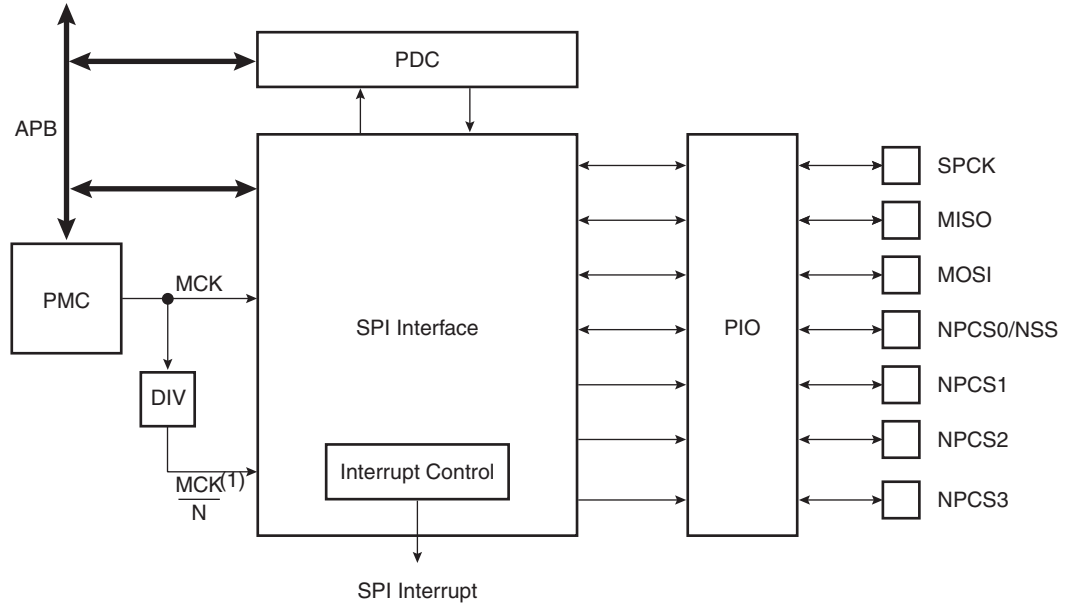 PDC
APB
SPCK
MISO
MOSI
NPCS0/NSS
NPCS1
NPCS2
NPCS3
PMC
MCK
SPI Interface
PIO
DIV
Interrupt Control
MCK(1)
N
SPI Interrupt